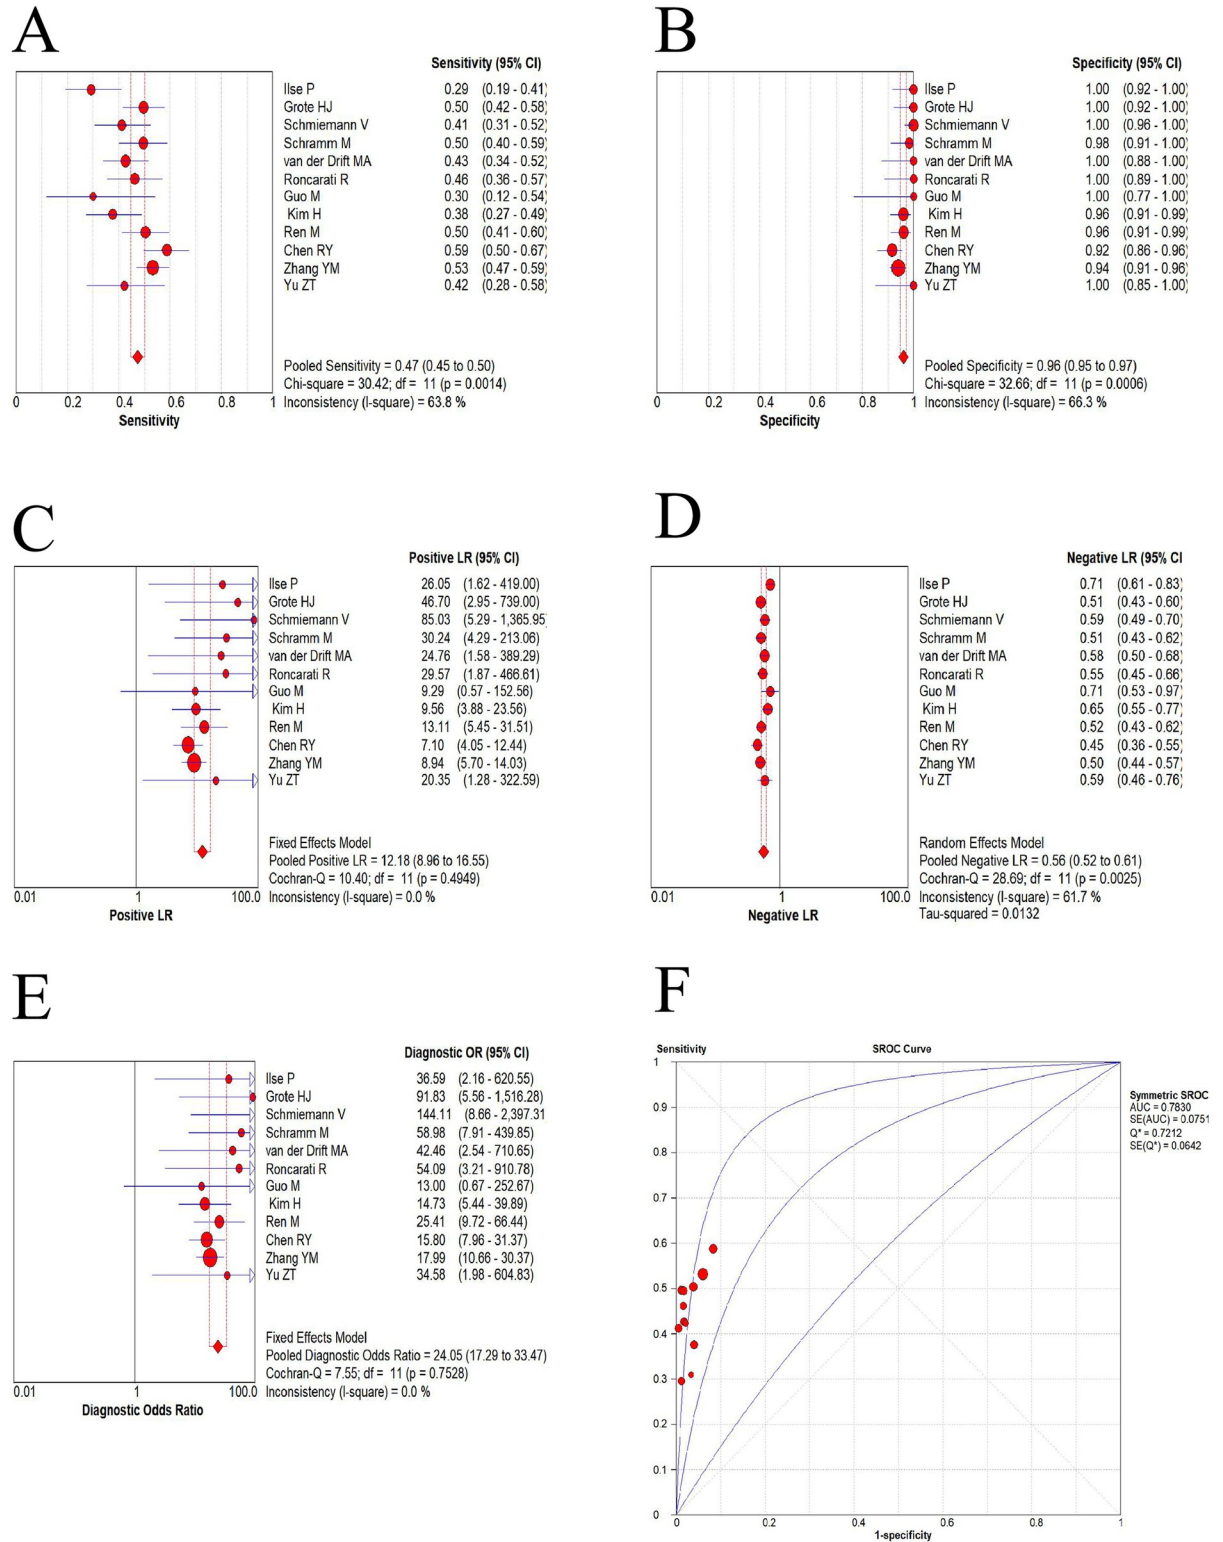 A
Sensitivity (95% CI)
Ilse P 0.29 (0.19 - 0.41)
Grote HJ 0.50 (0.42 - 0.58)
Schmiemann V 0.41 (0.31 - 0.52)
Schramm M 0.50 (0.40 - 0.59)
van der Drift MA 0.43 (0.34 - 0.52)
Roncarati R 0.46 (0.36 - 0.57)
Guo M 0.30 (0.12 - 0.54)
Kim H 0.38 (0.27 - 0.49)
Ren M 0.50 (0.41 - 0.60)
Chen RY 0.59 (0.50 - 0.67)
Zhang YM 0.53 (0.47 - 0.59)
Yu ZT 0.42 (0.28 - 0.58)
Pooled Sensitivity = 0.47 (0.45 to 0.50)
Chi-square = 30.42; df = 11 (p = 0.0014)
Inconsistency (I-square) = 63.8 %
0 0.2 0.4 0.6 0.8 1
Sensitivity
B
Specificity (95% CI)
Ilse P 1.00 (0.92 - 1.00)
Grote HJ 1.00 (0.92 - 1.00)
Schmiemann V 1.00 (0.96 - 1.00)
Schramm M 0.98 (0.91 - 1.00)
van der Drift MA 1.00 (0.88 - 1.00)
Roncarati R 1.00 (0.89 - 1.00)
Guo M 1.00 (0.77 - 1.00)
Kim H 0.96 (0.91 - 0.99)
Ren M 0.96 (0.91 - 0.99)
Chen RY 0.92 (0.86 - 0.96)
Zhang YM 0.94 (0.91 - 0.96)
Yu ZT 1.00 (0.85 - 1.00)
Pooled Specificity = 0.96 (0.95 to 0.97)
Chi-square = 32.66; df = 11 (p = 0.0006)
Inconsistency (I-square) = 66.3 %
0 0.2 0.4 0.6 0.8 1
Specificity
C
Positive LR (95% CI)
Ilse P 26.05 (1.62 - 419.00)
Grote HJ 46.70 (2.95 - 739.00)
Schmiemann V 85.03 (5.29 - 1,365.95)
Schramm M 30.24 (4.29 - 213.06)
van der Drift MA 24.76 (1.58 - 389.29)
Roncarati R 29.57 (1.87 - 466.61)
Guo M 9.29 (0.57 - 152.56)
Kim H 9.56 (3.88 - 23.56)
Ren M 13.11 (5.45 - 31.51)
Chen RY 7.10 (4.05 - 12.44)
Zhang YM 8.94 (5.70 - 14.03)
Yu ZT 20.35 (1.28 - 322.59)
Fixed Effects Model
Pooled Positive LR = 12.18 (8.96 to 16.55)
Cochran-Q = 10.40; df = 11 (p = 0.4949)
Inconsistency (I-square) = 0.0 %
0.01 1 100.0
Positive LR
D
Negative LR (95% CI
Ilse P 0.71 (0.61 - 0.83)
Grote HJ 0.51 (0.43 - 0.60)
Schmiemann V 0.59 (0.49 - 0.70)
Schramm M 0.51 (0.43 - 0.62)
van der Drift MA 0.58 (0.50 - 0.68)
Roncarati R 0.55 (0.45 - 0.66)
Guo M 0.71 (0.53 - 0.97)
Kim H 0.65 (0.55 - 0.77)
Ren M 0.52 (0.43 - 0.62)
Chen RY 0.45 (0.36 - 0.55)
Zhang YM 0.50 (0.44 - 0.57)
Yu ZT 0.59 (0.46 - 0.76)
Random Effects Model
Pooled Negative LR = 0.56 (0.52 to 0.61)
Cochran-Q = 28.69; df = 11 (p = 0.0025)
Inconsistency (I-square) = 61.7 %
Tau-squared = 0.0132
0.01 1 100.0
Negative LR
E
Diagnostic OR (95% CI)
Ilse P 36.59 (2.16 - 620.55)
Grote HJ 91.83 (5.56 - 1,516.28)
Schmiemann V 144.11 (8.66 - 2,397.31
Schramm M 58.98 (7.91 - 439.85)
van der Drift MA 42.46 (2.54 - 710.65)
Roncarati R 54.09 (3.21 - 910.78)
Guo M 13.00 (0.67 - 252.67)
Kim H 14.73 (5.44 - 39.89)
Ren M 25.41 (9.72 - 66.44)
Chen RY 15.80 (7.96 - 31.37)
Zhang YM 17.99 (10.66 - 30.37)
Yu ZT 34.58 (1.98 - 604.83)
Fixed Effects Model
Pooled Diagnostic Odds Ratio = 24.05 (17.29 to 33.47)
Cochran-Q = 7.55; df = 11 (p = 0.7528)
Inconsistency (I-square) = 0.0 %
0.01 1 100.0
Diagnostic Odds Ratio
F
Sensitivity SROC Curve
1
0.9
0.8
0.7
0.6
0.5
0.4
0.3
0.2
0.1
0
0 0.2 0.4 0.6 0.8 1
1-specificity
Symmetric SROC
AUC = 0.7830
SE(AUC) = 0.0751
Q* = 0.7212
SE(Q*) = 0.0642